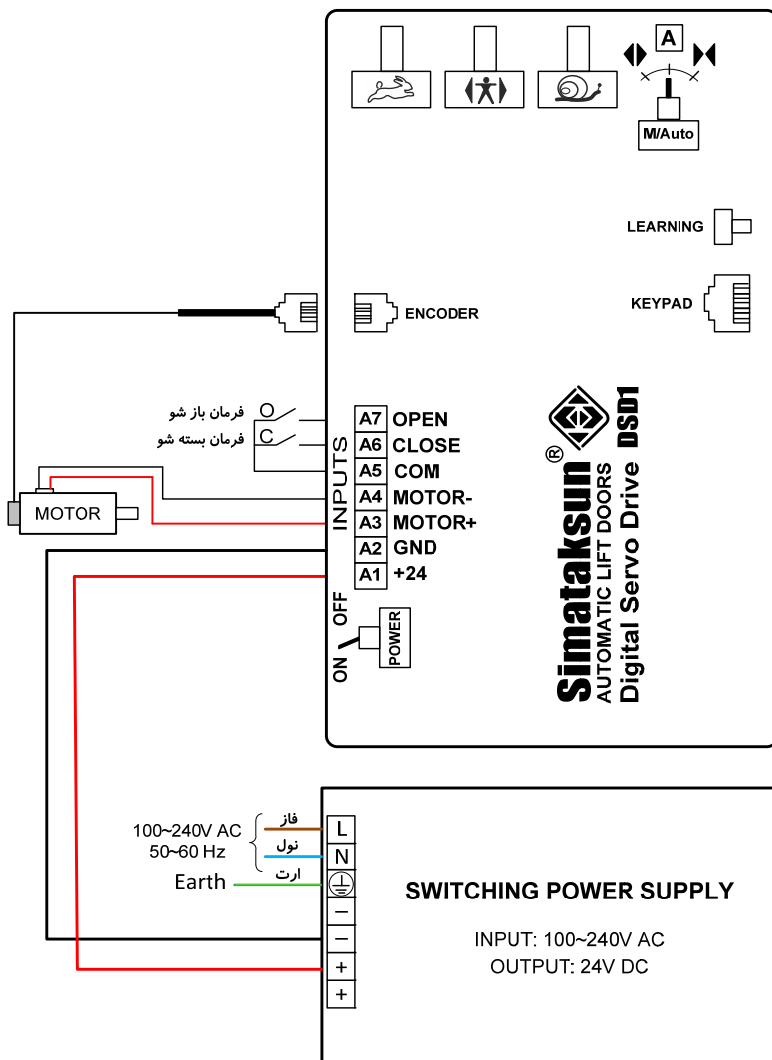 A
M/Auto
LEARNING
KEYPAD
ENCODER
فرمان باز شو O
فرمان بسته شو C
INPUTS
A7 OPEN
A6 CLOSE
A5 COM
A4 MOTOR-
A3 MOTOR+
A2 GND
A1 +24
MOTOR
ON OFF
POWER
Simataksun ®
AUTOMATIC LIFT DOORS
Digital Servo Drive DSD1
100~240V AC
50~60 Hz
فاز L
نول N
Earth ارت
−
−
+
+
SWITCHING POWER SUPPLY
INPUT: 100~240V AC
OUTPUT: 24V DC